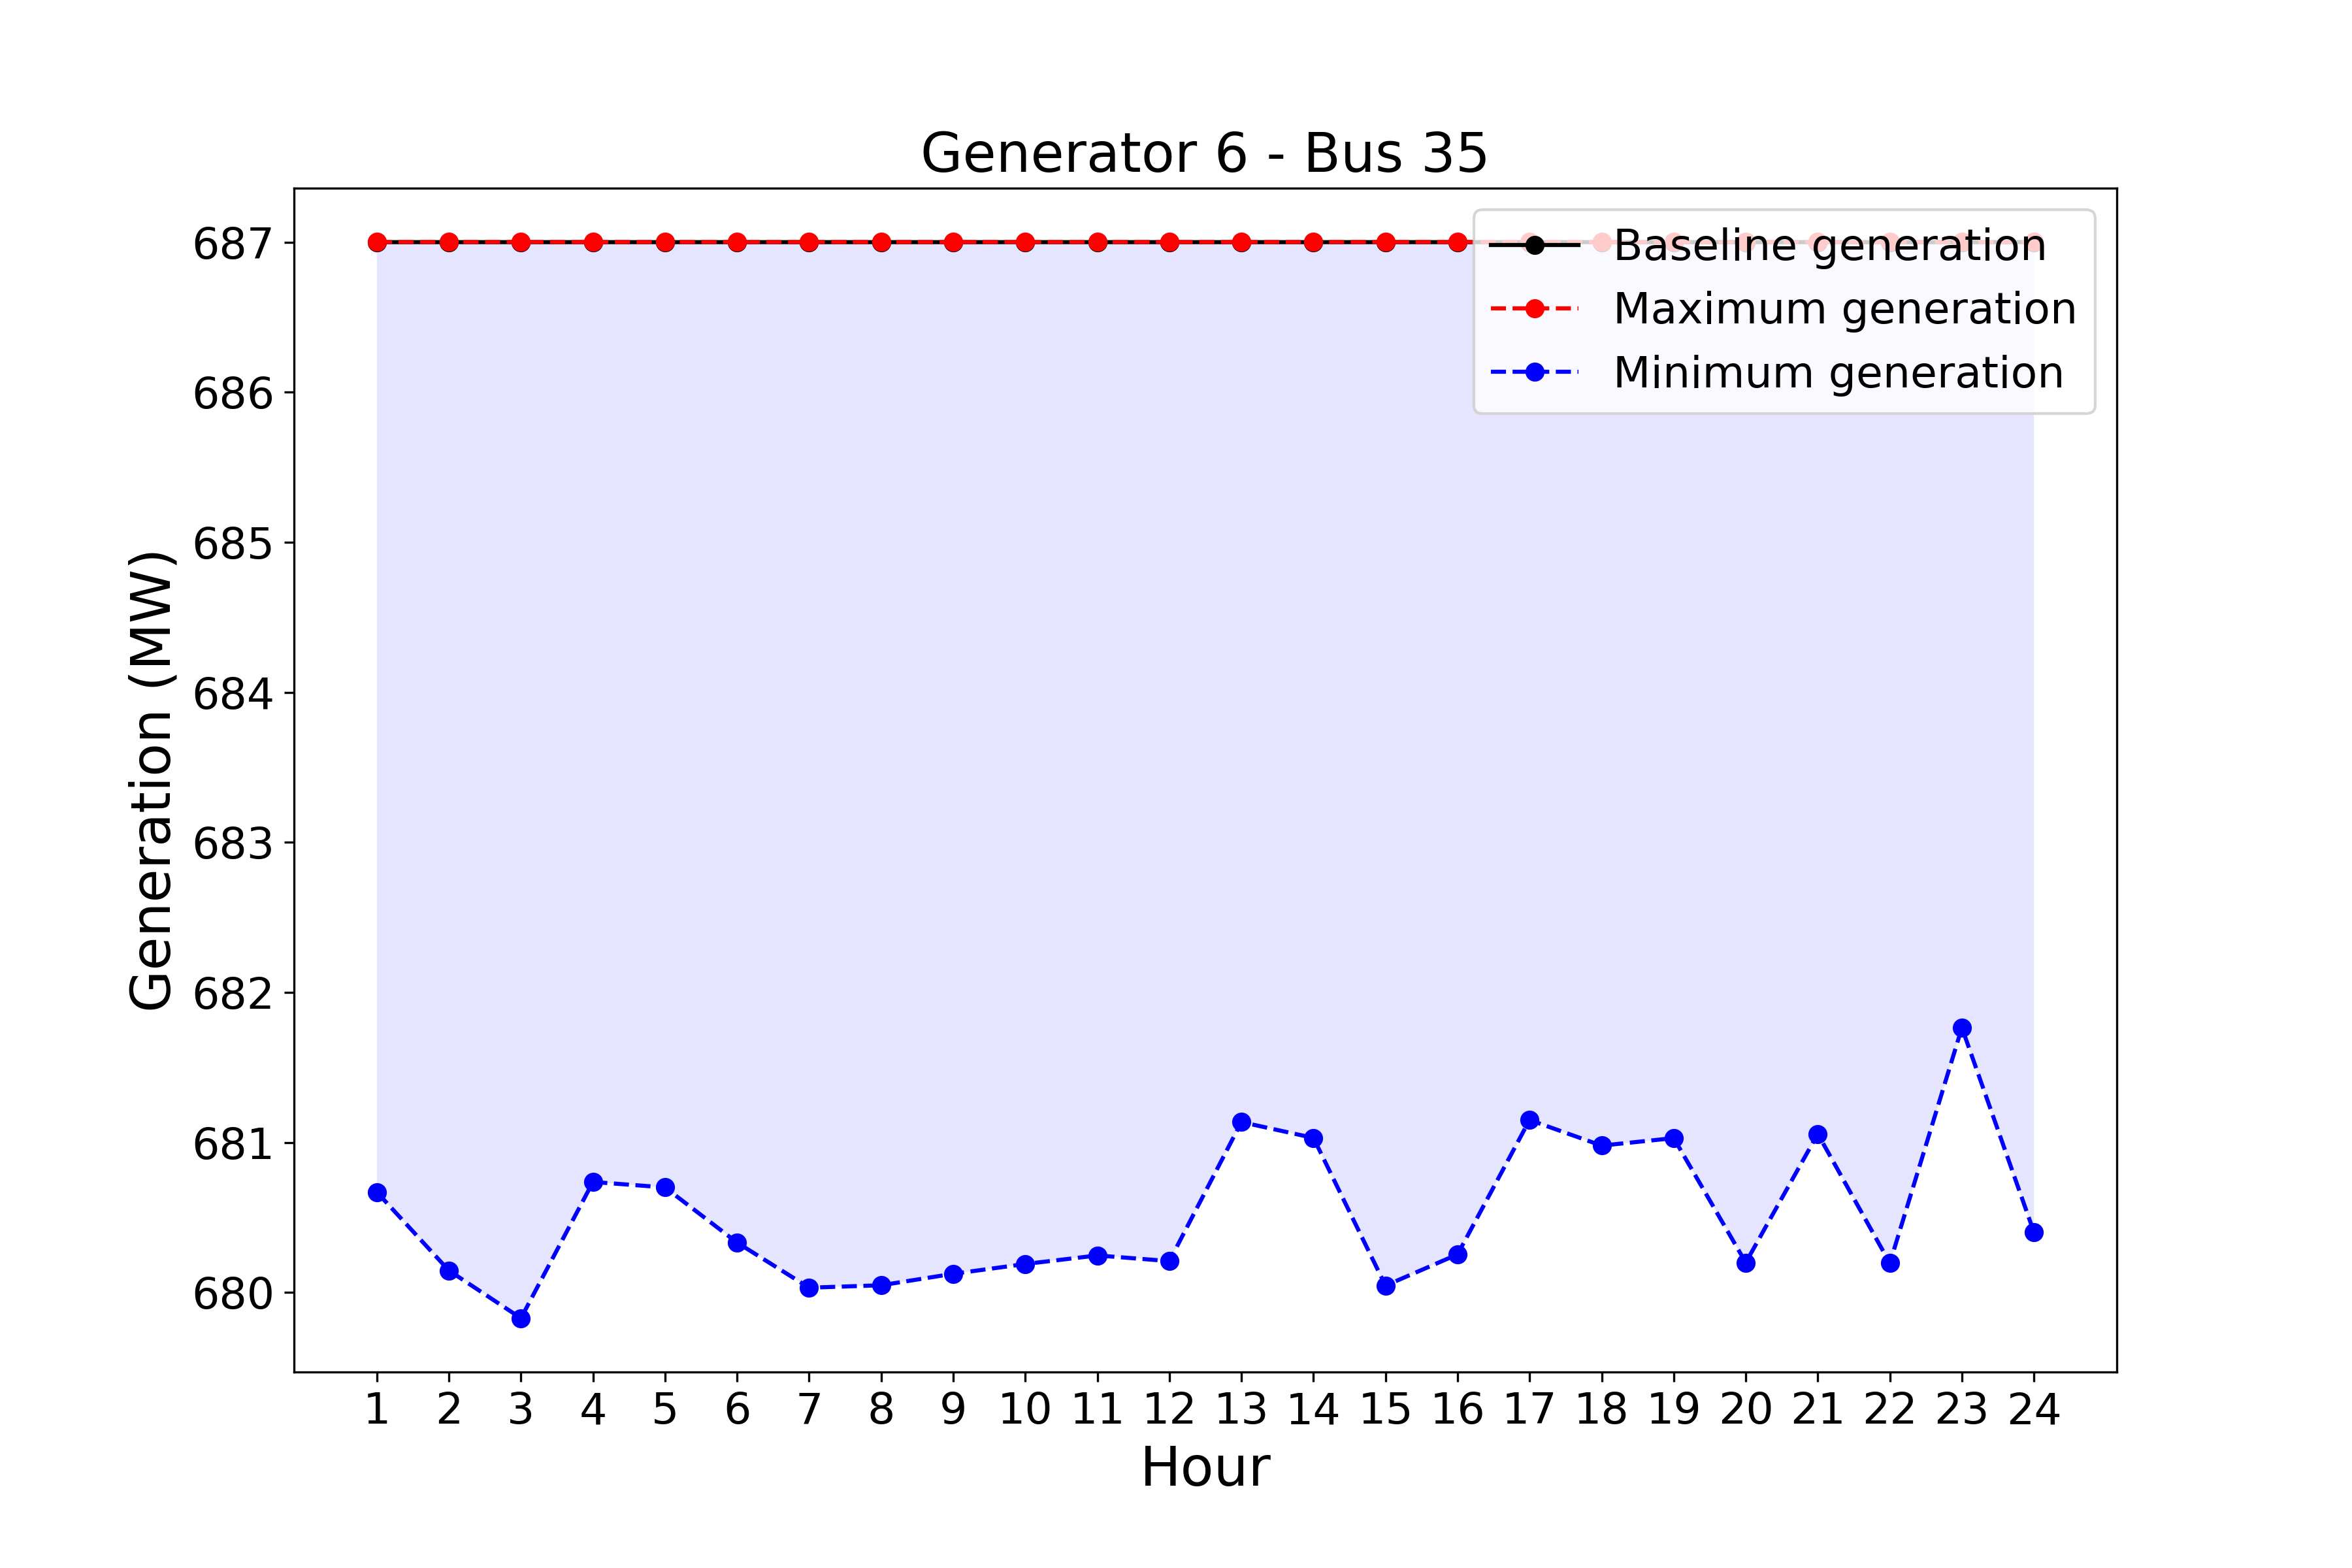 Generator 6 - Bus 35
Generation (MW)
687
686
685
684
683
682
681
680
Baseline generation
Maximum generation
Minimum generation
1 2 3 4 5 6 7 8 9 10 11 12 13 14 15 16 17 18 19 20 21 22 23 24
Hour